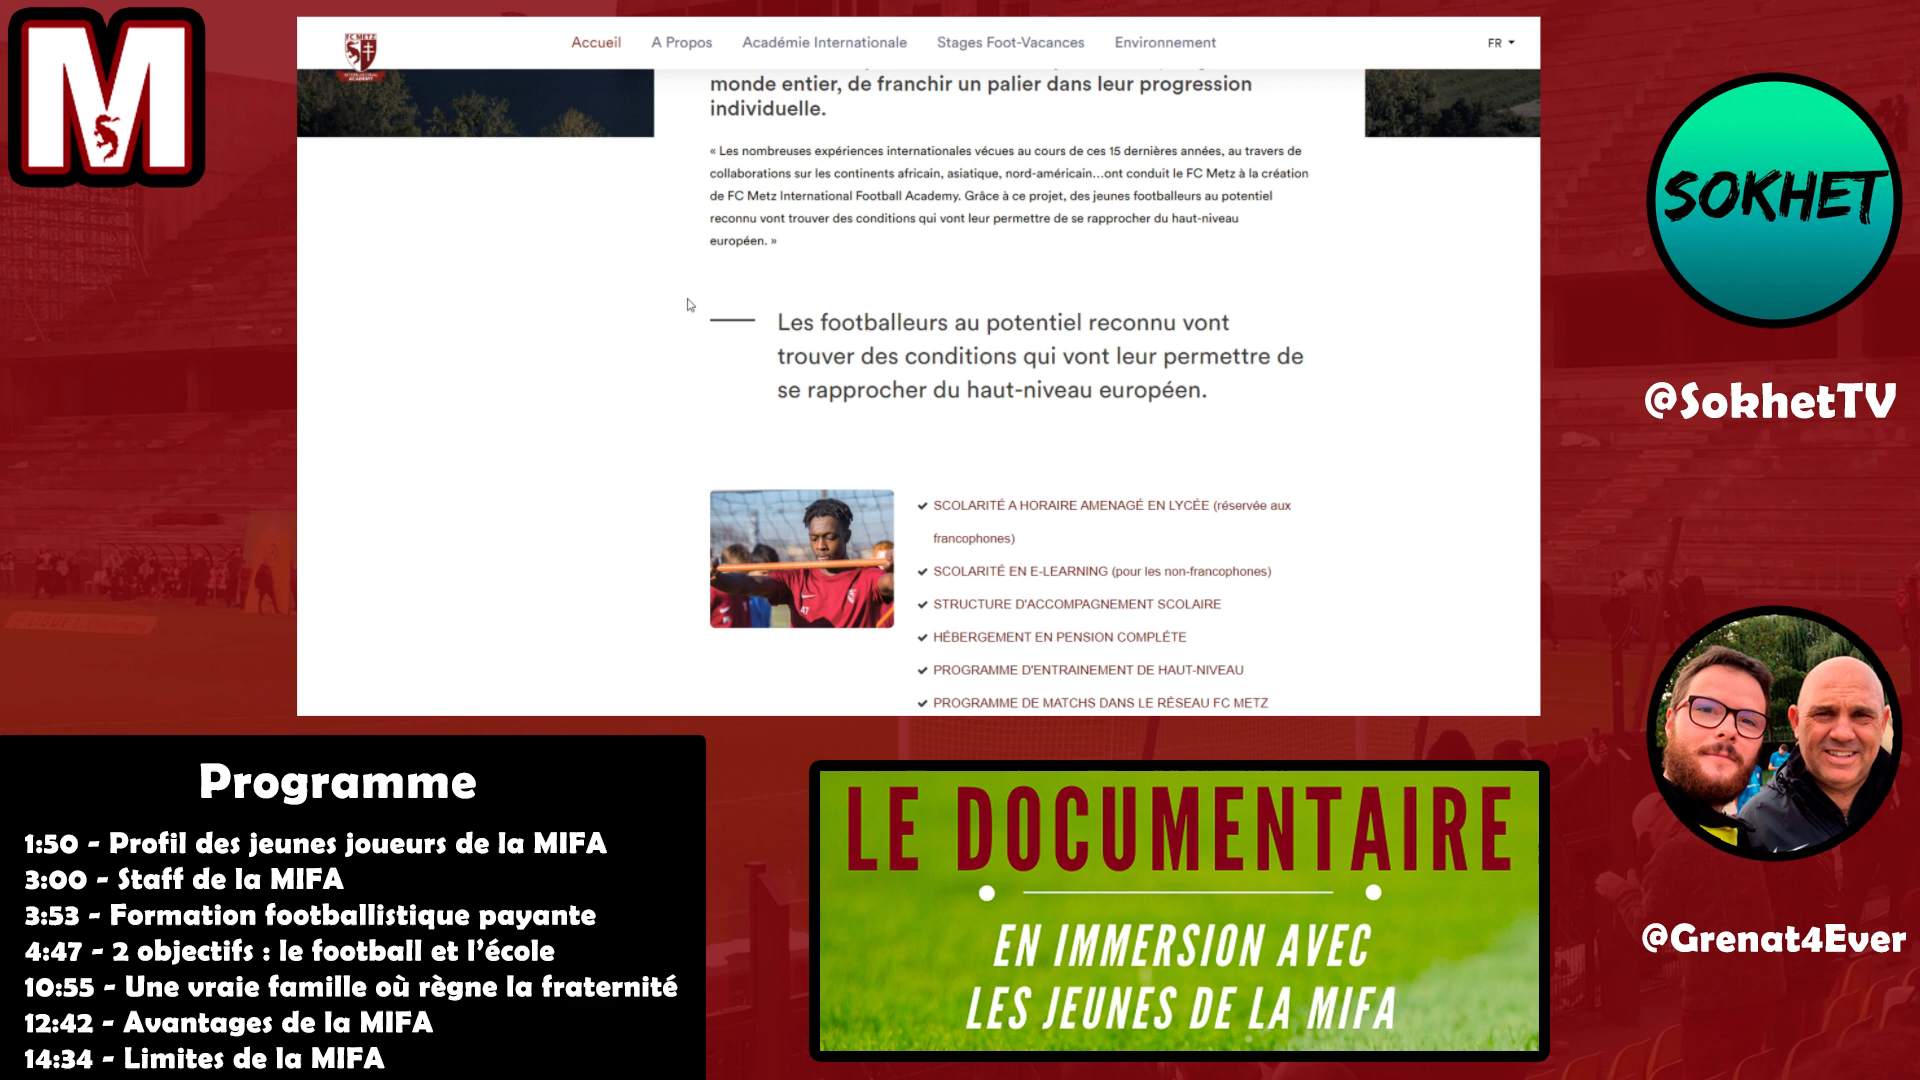 M
FC METZ
INTERNATIONAL
ACADEMY
Accueil
A Propos
Académie Internationale
Stages Foot-Vacances
Environnement
FR
monde entier, de franchir un palier dans leur progression
individuelle.
« Les nombreuses expériences internationales vécues au cours de ces 15 dernières années, au travers de
collaborations sur les continents africain, asiatique, nord-américain...ont conduit le FC Metz à la création
de FC Metz International Football Academy. Grâce à ce projet, des jeunes footballeurs au potentiel
reconnu vont trouver des conditions qui vont leur permettre de se rapprocher du haut-niveau
européen. »
Les footballeurs au potentiel reconnu vont
trouver des conditions qui vont leur permettre de
se rapprocher du haut-niveau européen.
SCOLARITÉ A HORAIRE AMENAGÉ EN LYCÉE (réservée aux
francophones)
SCOLARITÉ EN E-LEARNING (pour les non-francophones)
STRUCTURE D'ACCOMPAGNEMENT SCOLAIRE
HÉBERGEMENT EN PENSION COMPLÉTE
PROGRAMME D'ENTRAINEMENT DE HAUT-NIVEAU
PROGRAMME DE MATCHS DANS LE RÉSEAU FC METZ
SOKHET
@SokhetTV
@Grenat4Ever
Programme
1:50 - Profil des jeunes joueurs de la MIFA
3:00 - Staff de la MIFA
3:53 - Formation footballistique payante
4:47 - 2 objectifs : le football et l'école
10:55 - Une vraie famille où règne la fraternité
12:42 - Avantages de la MIFA
14:34 - Limites de la MIFA
LE DOCUMENTAIRE
EN IMMERSION AVEC
LES JEUNES DE LA MIFA